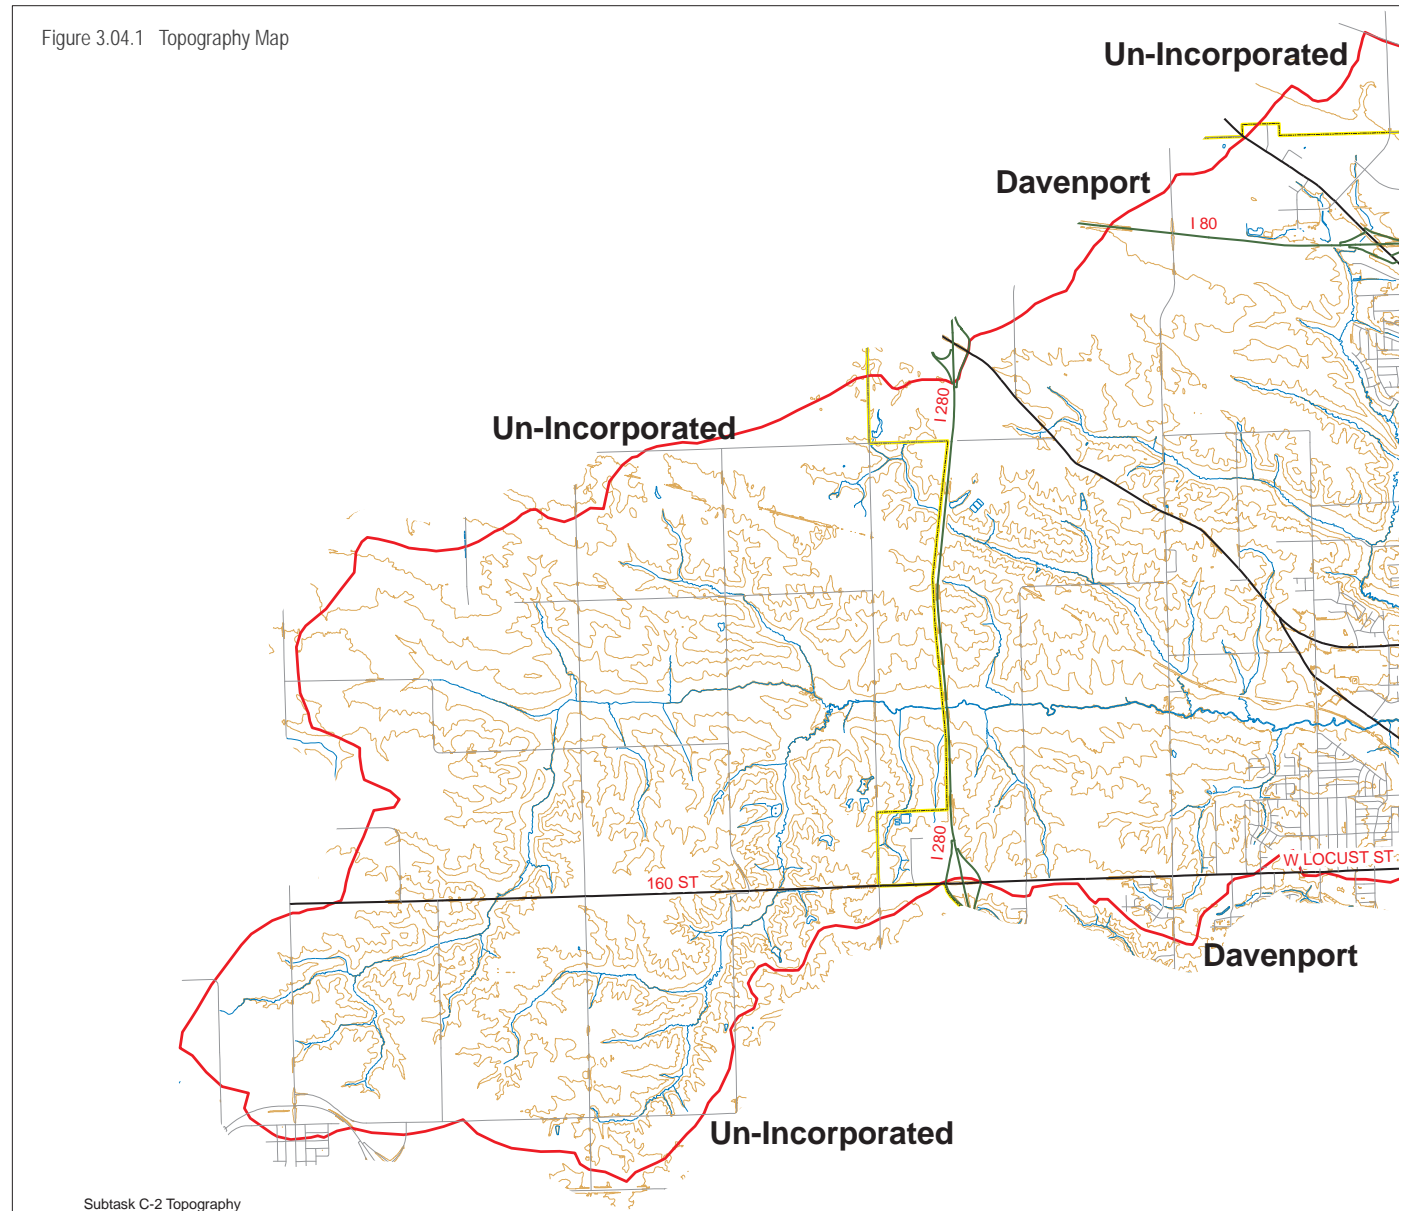 Figure 3.04.1 Topography Map
Un-Incorporated
Davenport
I 80
I 280
Un-Incorporated
I 280
W LOCUST ST
160 ST
Davenport
Un-Incorporated
Subtask C-2 Topography